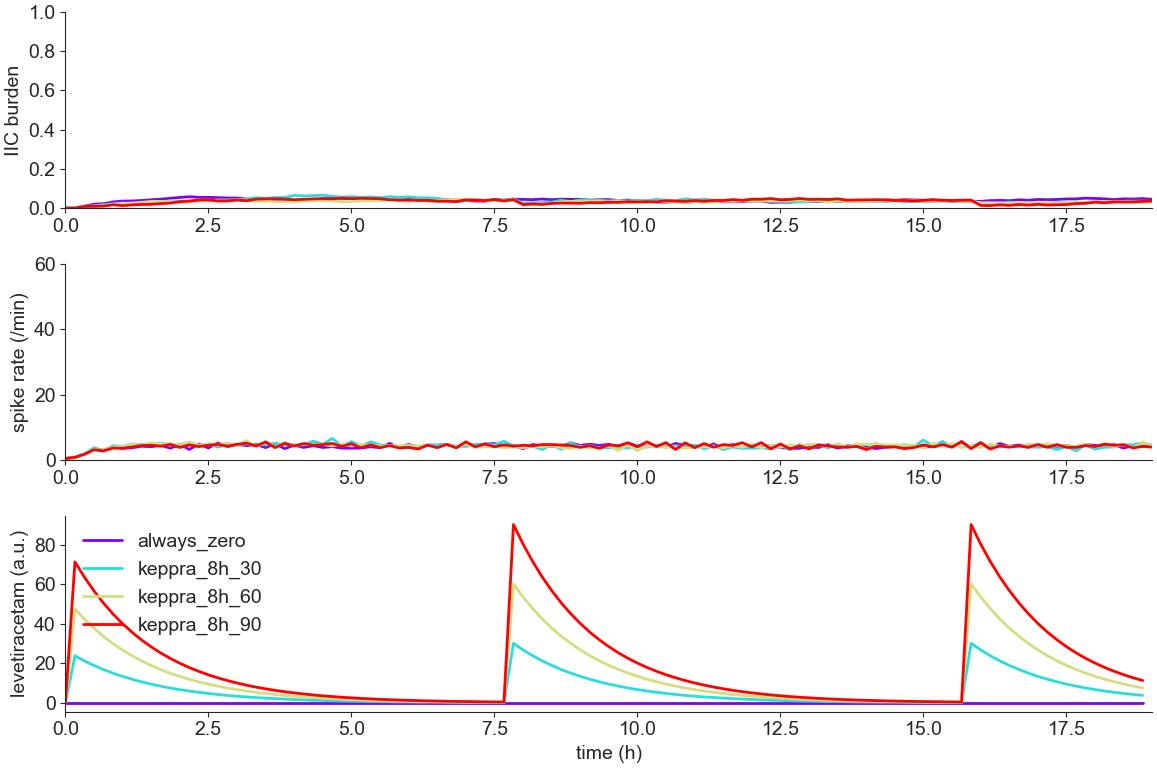 IIC burden
1.0
0.8
0.6
0.4
0.2
0.0
0.0 2.5 5.0 7.5 10.0 12.5 15.0 17.5
spike rate (/min)
60
40
20
0
0.0 2.5 5.0 7.5 10.0 12.5 15.0 17.5
levetiracetam (a.u.)
80
60
40
20
0
always_zero
keppra_8h_30
keppra_8h_60
keppra_8h_90
0.0 2.5 5.0 7.5 10.0 12.5 15.0 17.5
time (h)